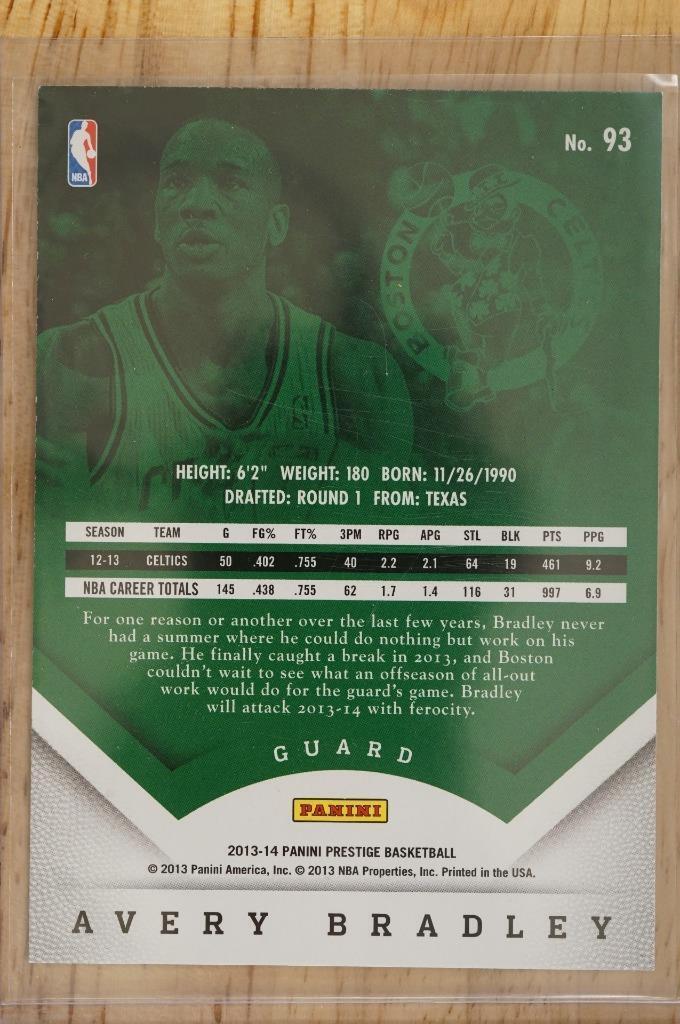 No. 93
NBA
BOSTON CELT
HEIGHT: 6'2" WEIGHT: 180 BORN: 11/26/1990
DRAFTED: ROUND 1 FROM: TEXAS
SEASON TEAM G FG% FT% 3PM RPG APG STL BLK PTS PPG
12-13 CELTICS 50 .402 .755 40 2.2 2.1 64 19 461 9.2
NBA CAREER TOTALS 145 .438 .755 62 1.7 1.4 116 31 997 6.9
For one reason or another over the last few years, Bradley never
had a summer where he could do nothing but work on his
game. He finally caught a break in 2013, and Boston
couldn't wait to see what an offseason of all-out
work would do for the guard's game. Bradley
will attack 2013-14 with ferocity.
GUARD
PANINI
2013-14 PANINI PRESTIGE BASKETBALL
© 2013 Panini America, Inc. © 2013 NBA Properties, Inc. Printed in the USA.
AVERY BRADLEY